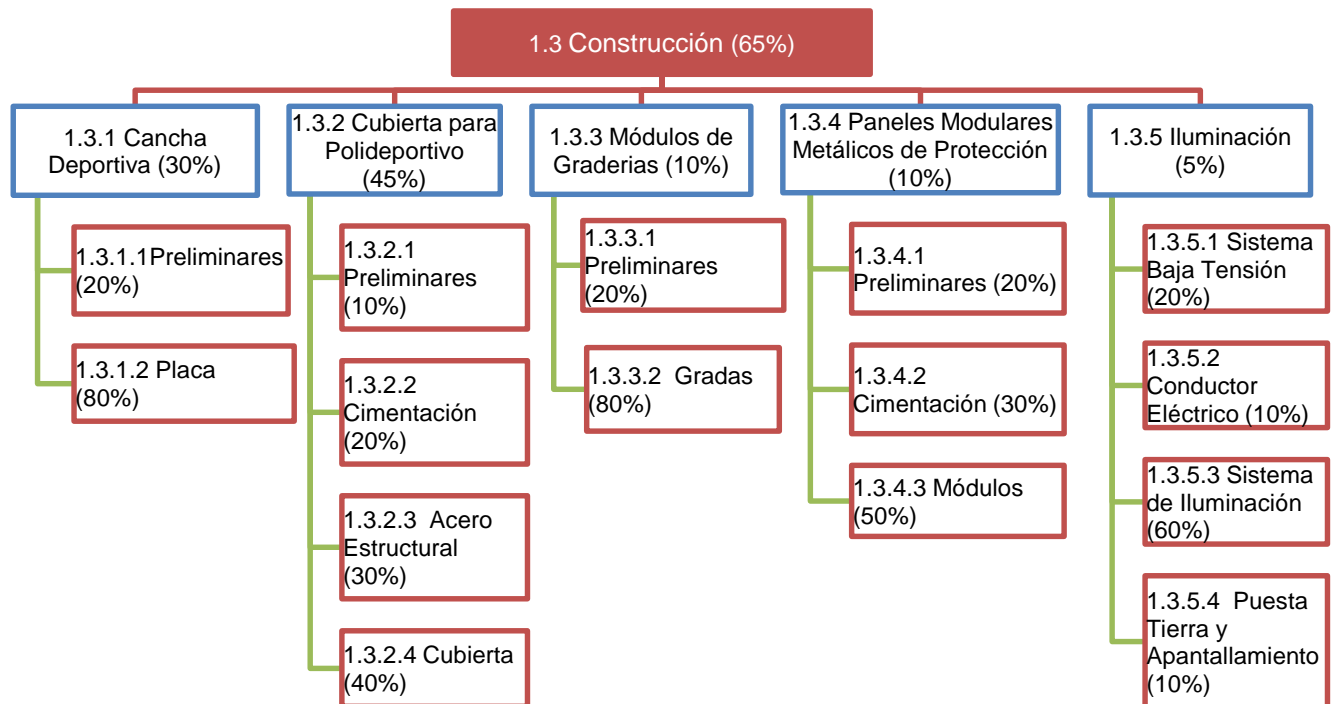 1.3 Construcción (65%)
1.3.1 Cancha
Deportiva (30%)
1.3.1.1Preliminares
(20%)
1.3.1.2 Placa
(80%)
1.3.2 Cubierta para
Polideportivo
(45%)
1.3.2.1
Preliminares
(10%)
1.3.2.2
Cimentación
(20%)
1.3.2.3 Acero
Estructural
(30%)
1.3.2.4 Cubierta
(40%)
1.3.3 Módulos de
Graderias (10%)
1.3.3.1
Preliminares
(20%)
1.3.3.2 Gradas
(80%)
1.3.4 Paneles Modulares
Metálicos de Protección
(10%)
1.3.4.1
Preliminares (20%)
1.3.4.2
Cimentación (30%)
1.3.4.3 Módulos
(50%)
1.3.5 Iluminación
(5%)
1.3.5.1 Sistema
Baja Tensión
(20%)
1.3.5.2
Conductor
Eléctrico (10%)
1.3.5.3 Sistema
de Iluminación
(60%)
1.3.5.4 Puesta
Tierra y
Apantallamiento
(10%)